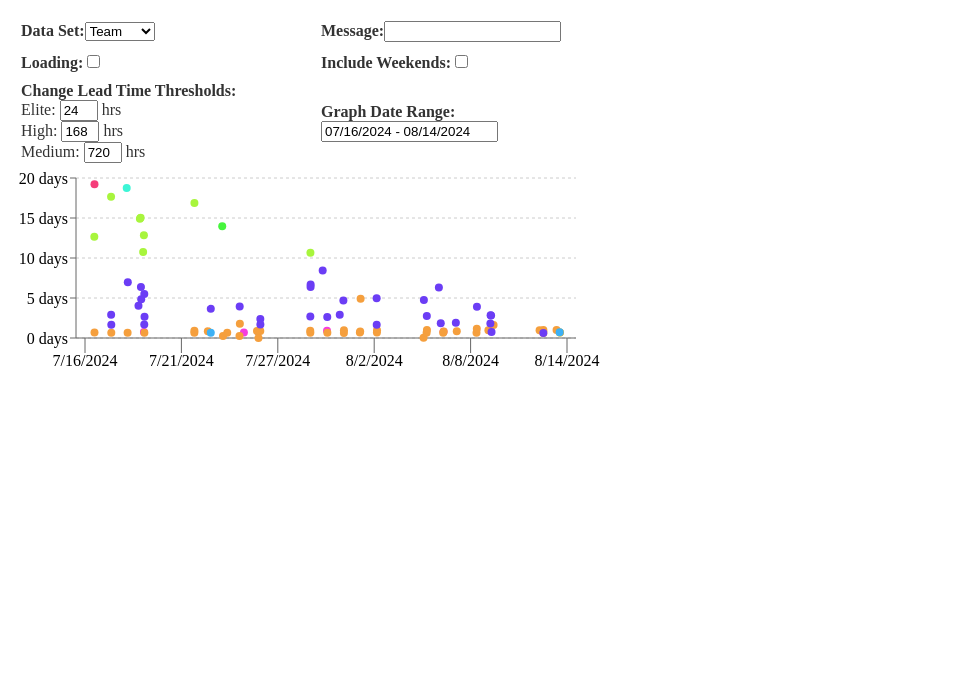 Data Set: Team
Message:
Loading:
Include Weekends:
Change Lead Time Thresholds:
Elite: 24 hrs
High: 168 hrs
Medium: 720 hrs
Graph Date Range:
07/16/2024 - 08/14/2024
20 days
15 days
10 days
5 days
0 days
7/16/2024 7/21/2024 7/27/2024 8/2/2024 8/8/2024 8/14/2024